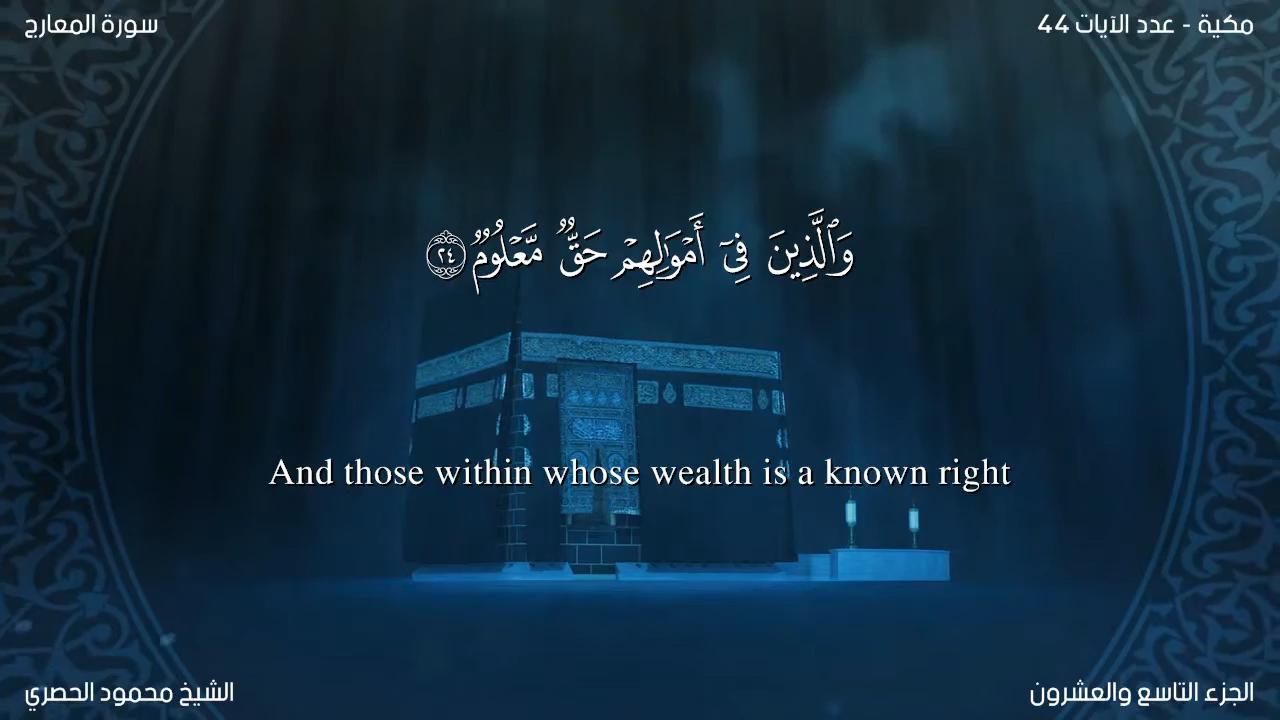 مكية - عدد الآيات 44
سورة المعارج
وَٱلَّذِينَ فِىٓ أَمْوَٰلِهِمْ حَقٌّ مَّعْلُومٌ ٢٤
And those within whose wealth is a known right
الجزء التاسع والعشرون
الشيخ محمود الحصري